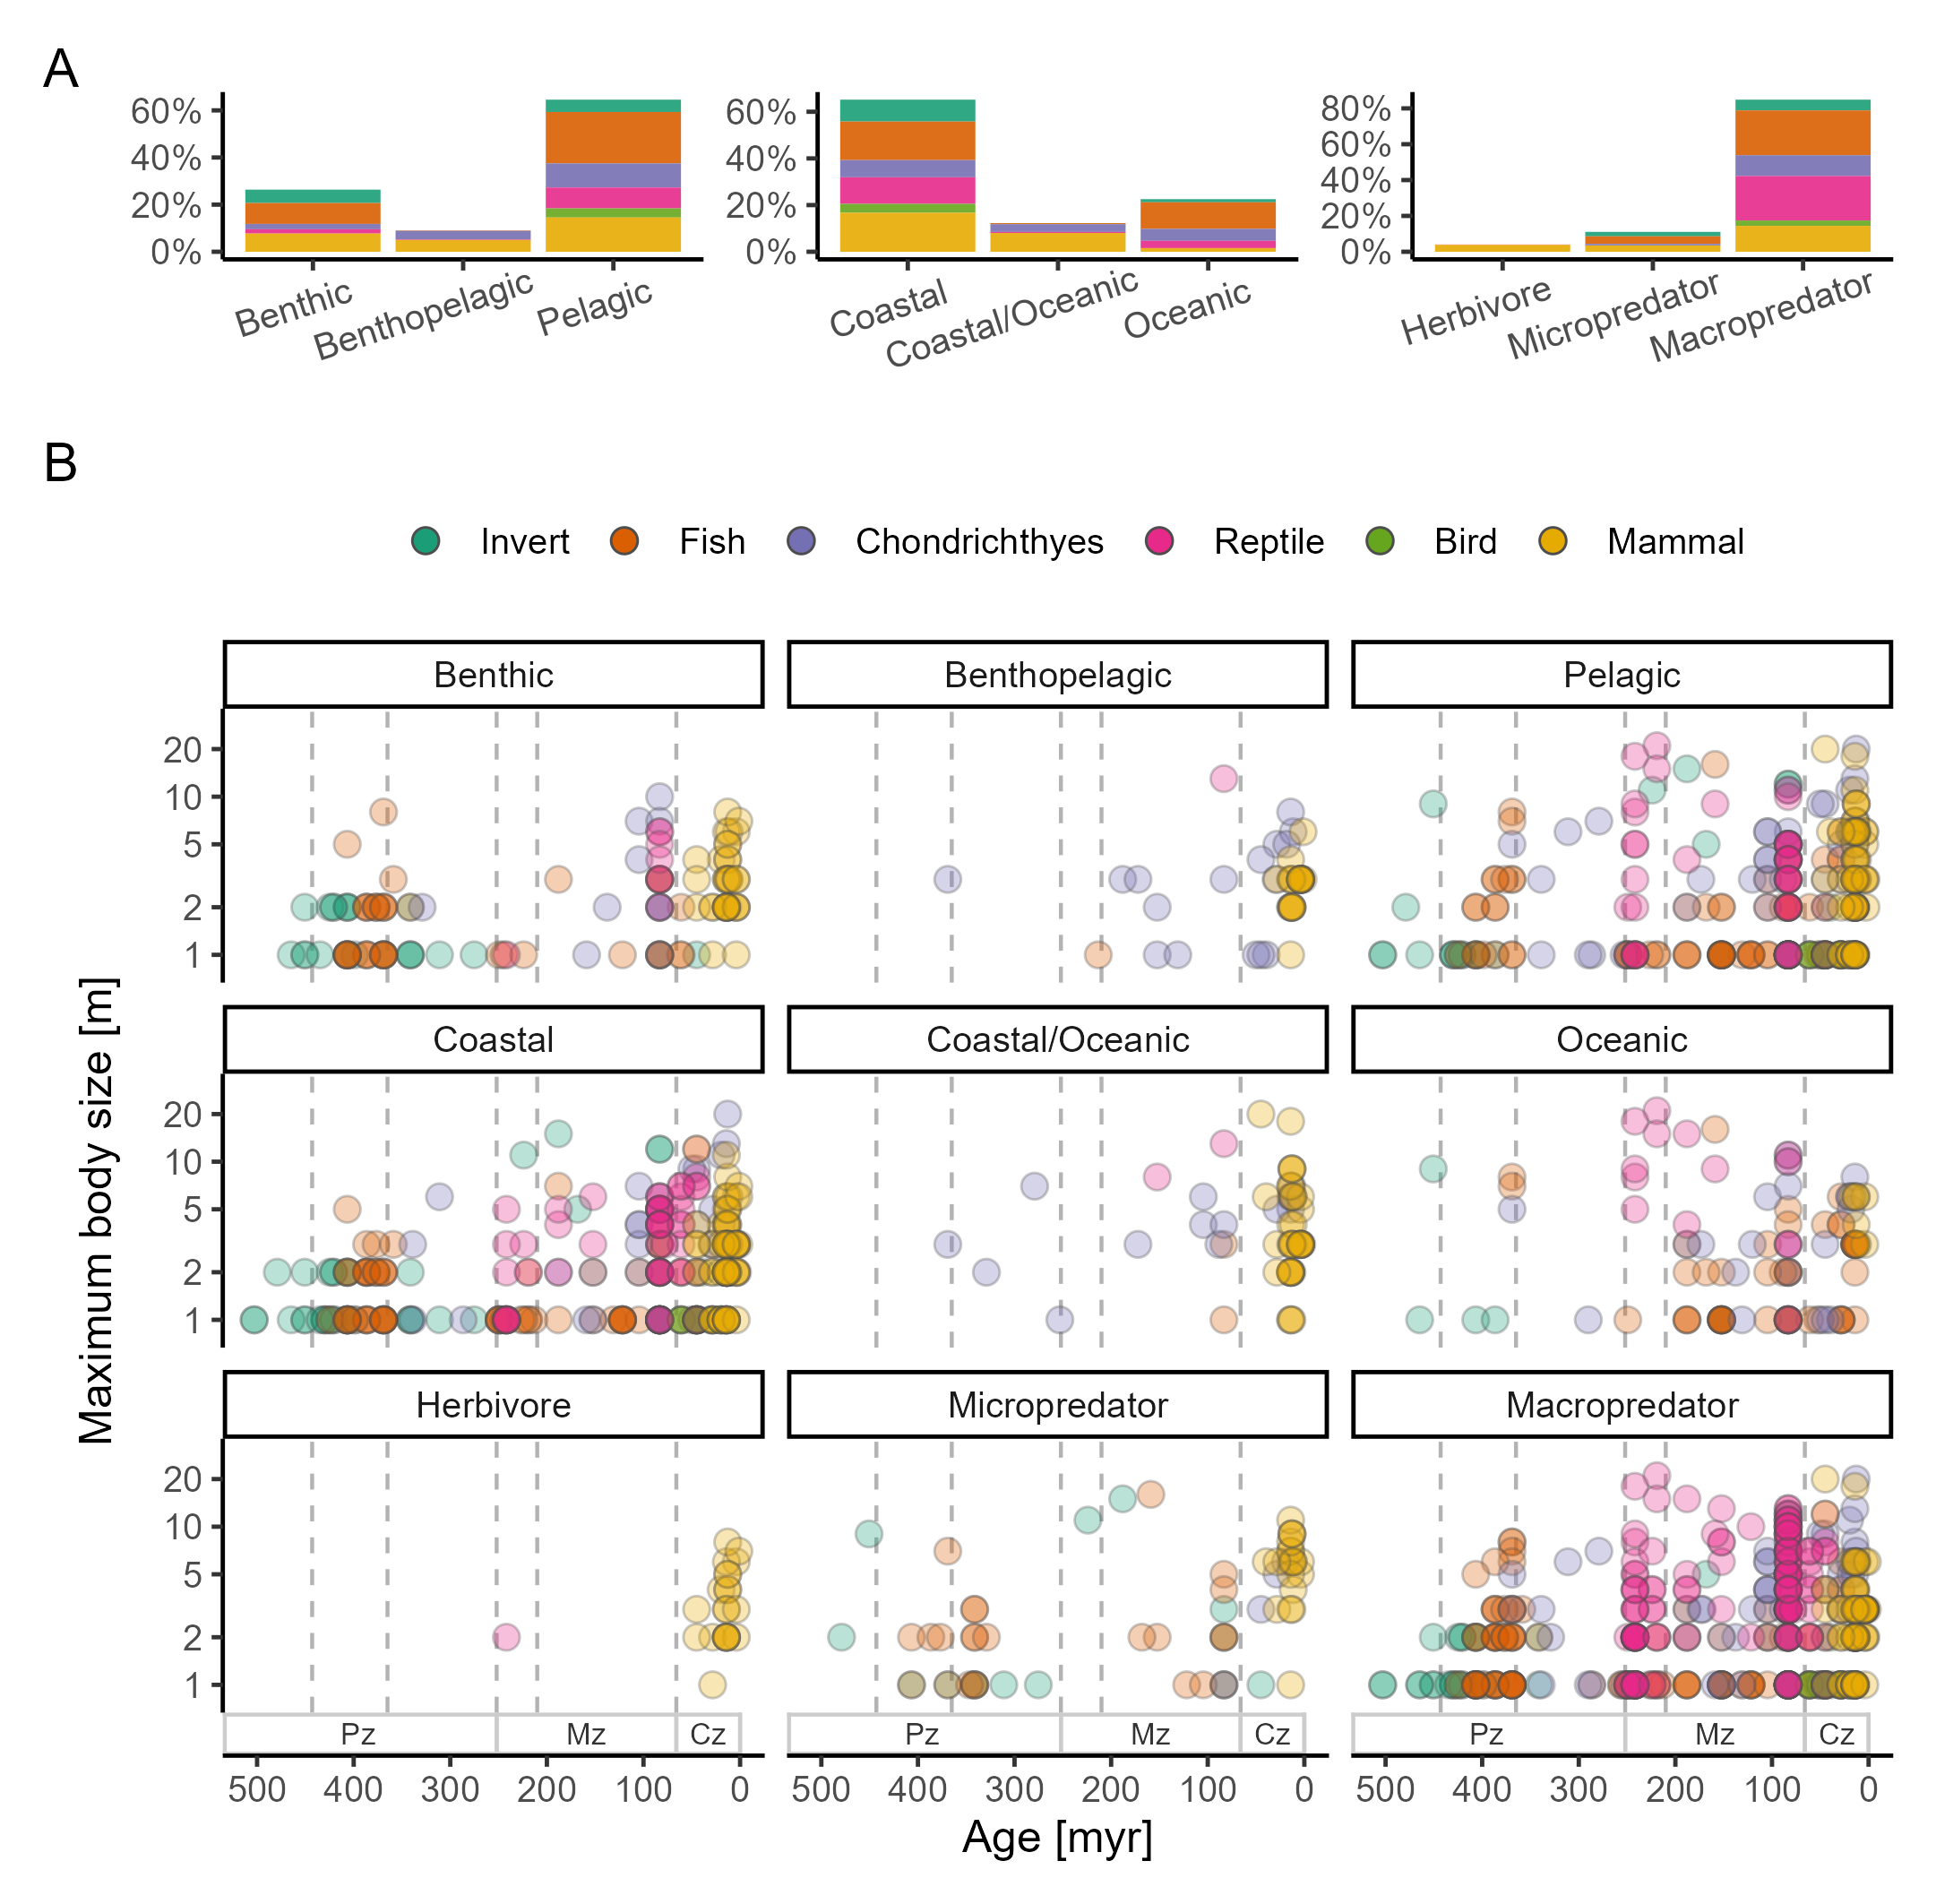 A
60% 40% 20% 0%
Benthic Benthopelagic Pelagic
60% 40% 20% 0%
Coastal Coastal/Oceanic Oceanic
80% 60% 40% 20% 0%
Herbivore Micropredator Macropredator
B
Invert Fish Chondrichthyes Reptile Bird Mammal
Maximum body size [m]
Benthic Benthopelagic Pelagic
20
10
5
2
1
Coastal Coastal/Oceanic Oceanic
20
10
5
2
1
Herbivore Micropredator Macropredator
20
10
5
2
1
Pz Mz Cz Pz Mz Cz Pz Mz Cz
500 400 300 200 100 0 500 400 300 200 100 0 500 400 300 200 100 0
Age [myr]